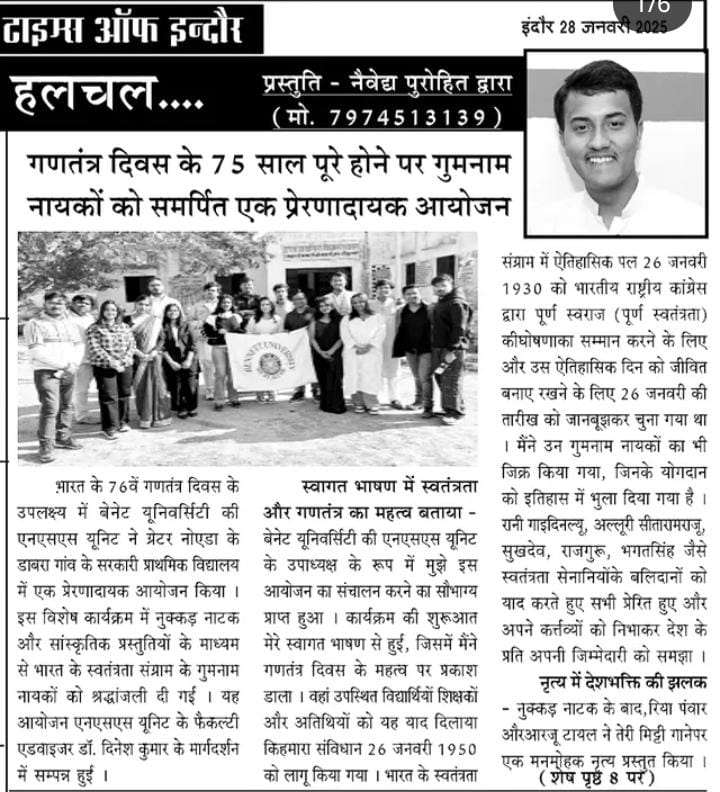 1/6
टाइम्स ऑफ इन्दौर
इंदौर 28 जनवरी 2025
हलचल....
प्रस्तुति - नैवेद्य पुरोहित द्वारा
( मो. 7974513139 )
गणतंत्र दिवस के 75 साल पूरे होने पर गुमनाम
नायकों को समर्पित एक प्रेरणादायक आयोजन
BENNETT UNIVERSITY
भारत के 76वें गणतंत्र दिवस के
उपलक्ष्य में बेनेट यूनिवर्सिटी की
एनएसएस यूनिट ने ग्रेटर नोएडा के
डाबरा गांव के सरकारी प्राथमिक विद्यालय
में एक प्रेरणादायक आयोजन किया ।
इस विशेष कार्यक्रम में नुक्कड़ नाटक
और सांस्कृतिक प्रस्तुतियों के माध्यम
से भारत के स्वतंत्रता संग्राम के गुमनाम
नायकों को श्रद्धांजली दी गई । यह
आयोजन एनएसएस यूनिट के फैकल्टी
एडवाइजर डॉ. दिनेश कुमार के मार्गदर्शन
में सम्पन्न हुई ।
स्वागत भाषण में स्वतंत्रता
और गणतंत्र का महत्व बताया -
बेनेट यूनिवर्सिटी की एनएसएस यूनिट
के उपाध्यक्ष के रूप में मुझे इस
आयोजन का संचालन करने का सौभाग्य
प्राप्त हुआ । कार्यक्रम की शुरूआत
मेरे स्वागत भाषण से हुई, जिसमें मैंने
गणतंत्र दिवस के महत्व पर प्रकाश
डाला । वहां उपस्थित विद्यार्थियों शिक्षकों
और अतिथियों को यह याद दिलाया
किहमारा संविधान 26 जनवरी 1950
को लागू किया गया । भारत के स्वतंत्रता
संग्राम में ऐतिहासिक पल 26 जनवरी
1930 को भारतीय राष्ट्रीय कांग्रेस
द्वारा पूर्ण स्वराज (पूर्ण स्वतंत्रता)
कीघोषणाका सम्मान करने के लिए
और उस ऐतिहासिक दिन को जीवित
बनाए रखने के लिए 26 जनवरी की
तारीख को जानबूझकर चुना गया था
। मैंने उन गुमनाम नायकों का भी
जिक्र किया गया, जिनके योगदान
को इतिहास में भुला दिया गया है ।
रानी गाइदिनल्यू, अल्लूरी सीतारामराजू,
सुखदेव, राजगुरू, भगतसिंह जैसे
स्वतंत्रता सेनानियोंके बलिदानों को
याद करते हुए सभी प्रेरित हुए और
अपने कर्त्तव्यों को निभाकर देश के
प्रति अपनी जिम्मेदारी को समझा ।
नृत्य में देशभक्ति की झलक
- नुक्कड़ नाटक के बाद,रिया पंवार
औरआरजू टायल ने तेरी मिट्टी गानेपर
एक मनमोहक नृत्य प्रस्तुत किया ।
( शेष पृष्ठ 8 पर )